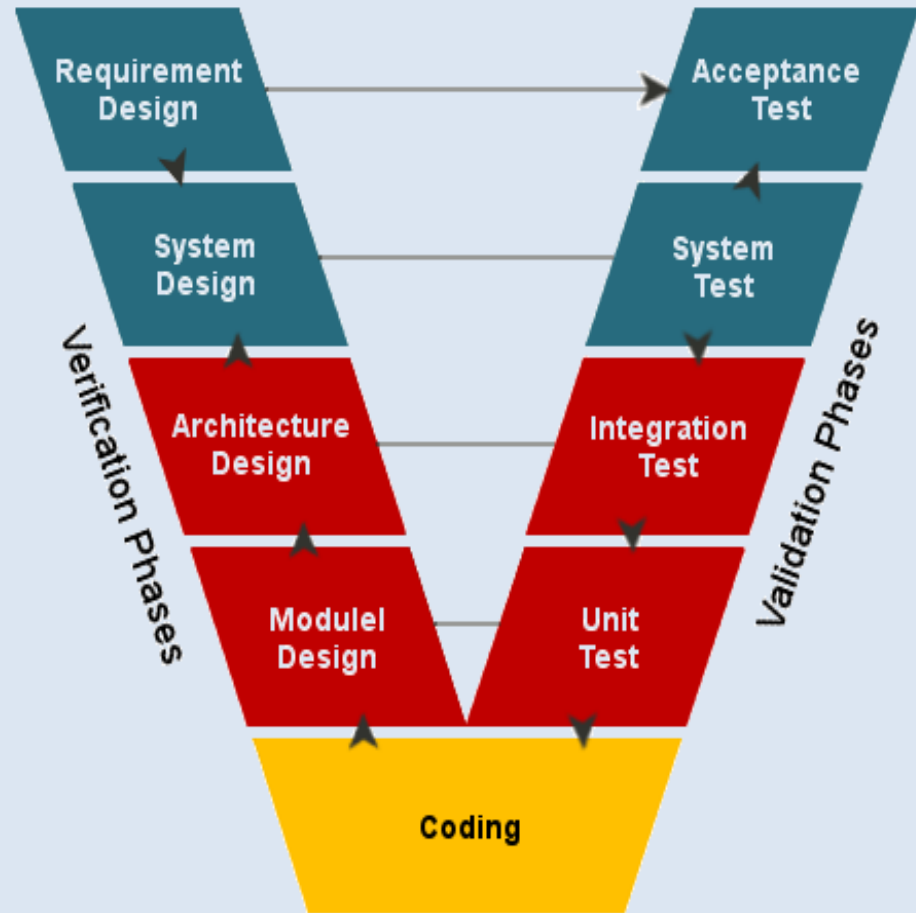 Requirement
Design
Acceptance
Test
System
Design
System
Test
Verification Phases
Validation Phases
Architecture
Design
Integration
Test
Modulel
Design
Unit
Test
Coding